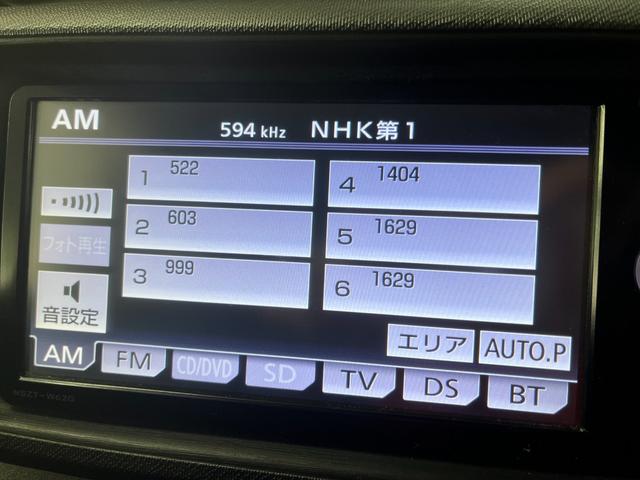 AM
594 kHz NHK第1
1 522
4 1404
2 603
5 1629
3 999
6 1629
フォト再生
音設定
エリア AUTO.P
AM FM CD/DVD SD TV DS BT
NSZT-W62G